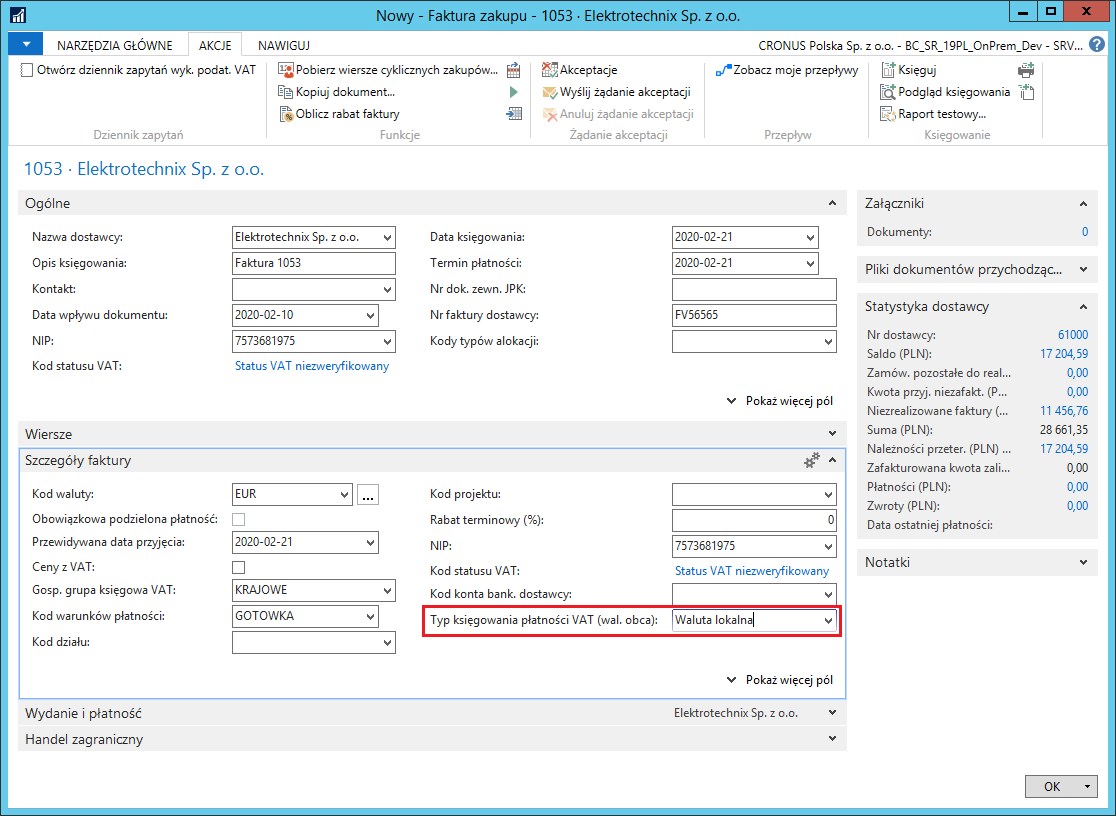 Nowy - Faktura zakupu - 1053 · Elektrotechnix Sp. z o.o.
NARZĘDZIA GŁÓWNE
AKCJE
NAWIGUJ
CRONUS Polska Sp. z o.o. - BC_SR_19PL_OnPrem_Dev - SRV...
Otwórz dziennik zapytań wyk. podat. VAT
Dziennik zapytań
Pobierz wiersze cyklicznych zakupów...
Kopiuj dokument...
Oblicz rabat faktury
Funkcje
Akceptacje
Wyślij żądanie akceptacji
Anuluj żądanie akceptacji
Żądanie akceptacji
Zobacz moje przepływy
Przepływ
Księguj
Podgląd księgowania
Raport testowy...
Księgowanie
1053 · Elektrotechnix Sp. z o.o.
Ogólne
Nazwa dostawcy: Elektrotechnix Sp. z o.o.
Opis księgowania: Faktura 1053
Kontakt:
Data wpływu dokumentu: 2020-02-10
NIP: 7573681975
Kod statusu VAT: Status VAT niezweryfikowany
Data księgowania: 2020-02-21
Termin płatności: 2020-02-21
Nr dok. zewn. JPK:
Nr faktury dostawcy: FV56565
Kody typów alokacji:
Pokaż więcej pól
Wiersze
Szczegóły faktury
Kod waluty: EUR ...
Obowiązkowa podzielona płatność:
Przewidywana data przyjęcia: 2020-02-21
Ceny z VAT:
Gosp. grupa księgowa VAT: KRAJOWE
Kod warunków płatności: GOTOWKA
Kod działu:
Kod projektu:
Rabat terminowy (%): 0
NIP: 7573681975
Kod statusu VAT: Status VAT niezweryfikowany
Kod konta bank. dostawcy:
Typ księgowania płatności VAT (wal. obca): Waluta lokalna
Pokaż więcej pól
Wydanie i płatność Elektrotechnix Sp. z o.o.
Handel zagraniczny
Załączniki
Dokumenty: 0
Pliki dokumentów przychodząc...
Statystyka dostawcy
Nr dostawcy: 61000
Saldo (PLN): 17 204,59
Zamów. pozostałe do real... 0,00
Kwota przyj. niezafakt. (P... 0,00
Niezrealizowane faktury (... 11 456,76
Suma (PLN): 28 661,35
Należności przeter. (PLN) ... 17 204,59
Zafakturowana kwota zali... 0,00
Płatności (PLN): 0,00
Zwroty (PLN): 0,00
Data ostatniej płatności:
Notatki
OK